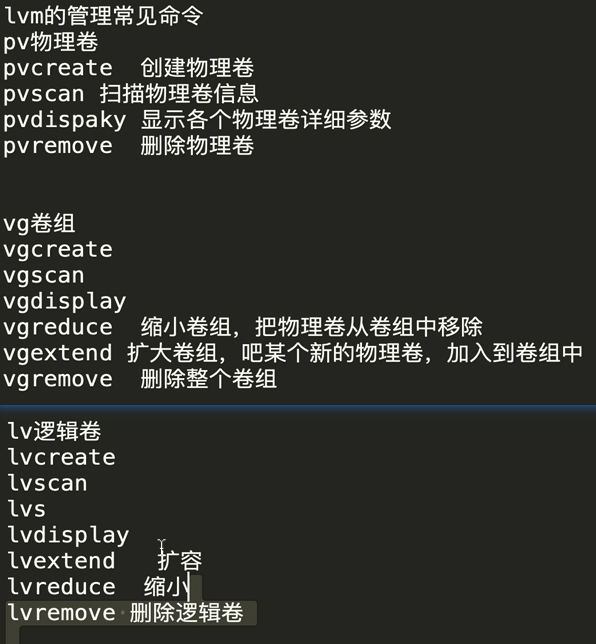 lvm的管理常见命令
pv物理卷
pvcreate 创建物理卷
pvscan 扫描物理卷信息
pvdispaky 显示各个物理卷详细参数
pvremove 删除物理卷
vg卷组
vgcreate
vgscan
vgdisplay
vgreduce 缩小卷组，把物理卷从卷组中移除
vgextend 扩大卷组，吧某个新的物理卷，加入到卷组中
vgremove 删除整个卷组
lv逻辑卷
lvcreate
lvscan
lvs
lvdisplay
lvextend 扩容
lvreduce 缩小
lvremove 删除逻辑卷